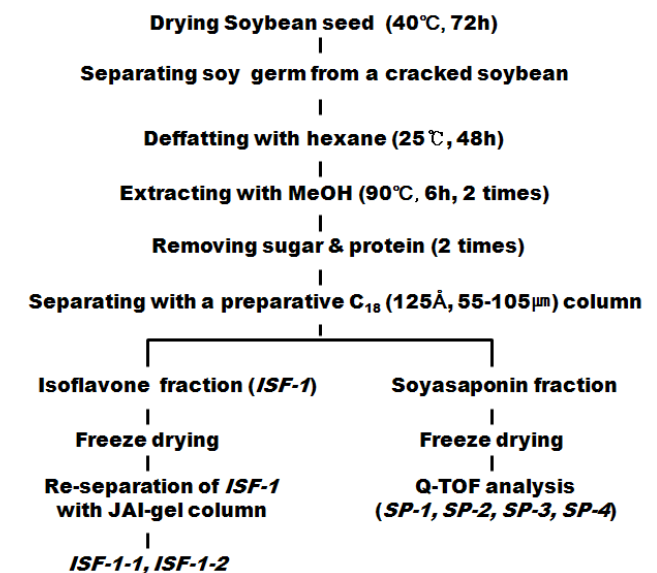 Drying Soybean seed (40℃, 72h)
Separating soy germ from a cracked soybean
Deffatting with hexane (25℃, 48h)
Extracting with MeOH (90℃, 6h, 2 times)
Removing sugar & protein (2 times)
Separating with a preparative C₁₈ (125Å, 55-105㎛) column
Isoflavone fraction (ISF-1)
Freeze drying
Re-separation of ISF-1
with JAI-gel column
ISF-1-1, ISF-1-2
Soyasaponin fraction
Freeze drying
Q-TOF analysis
(SP-1, SP-2, SP-3, SP-4)